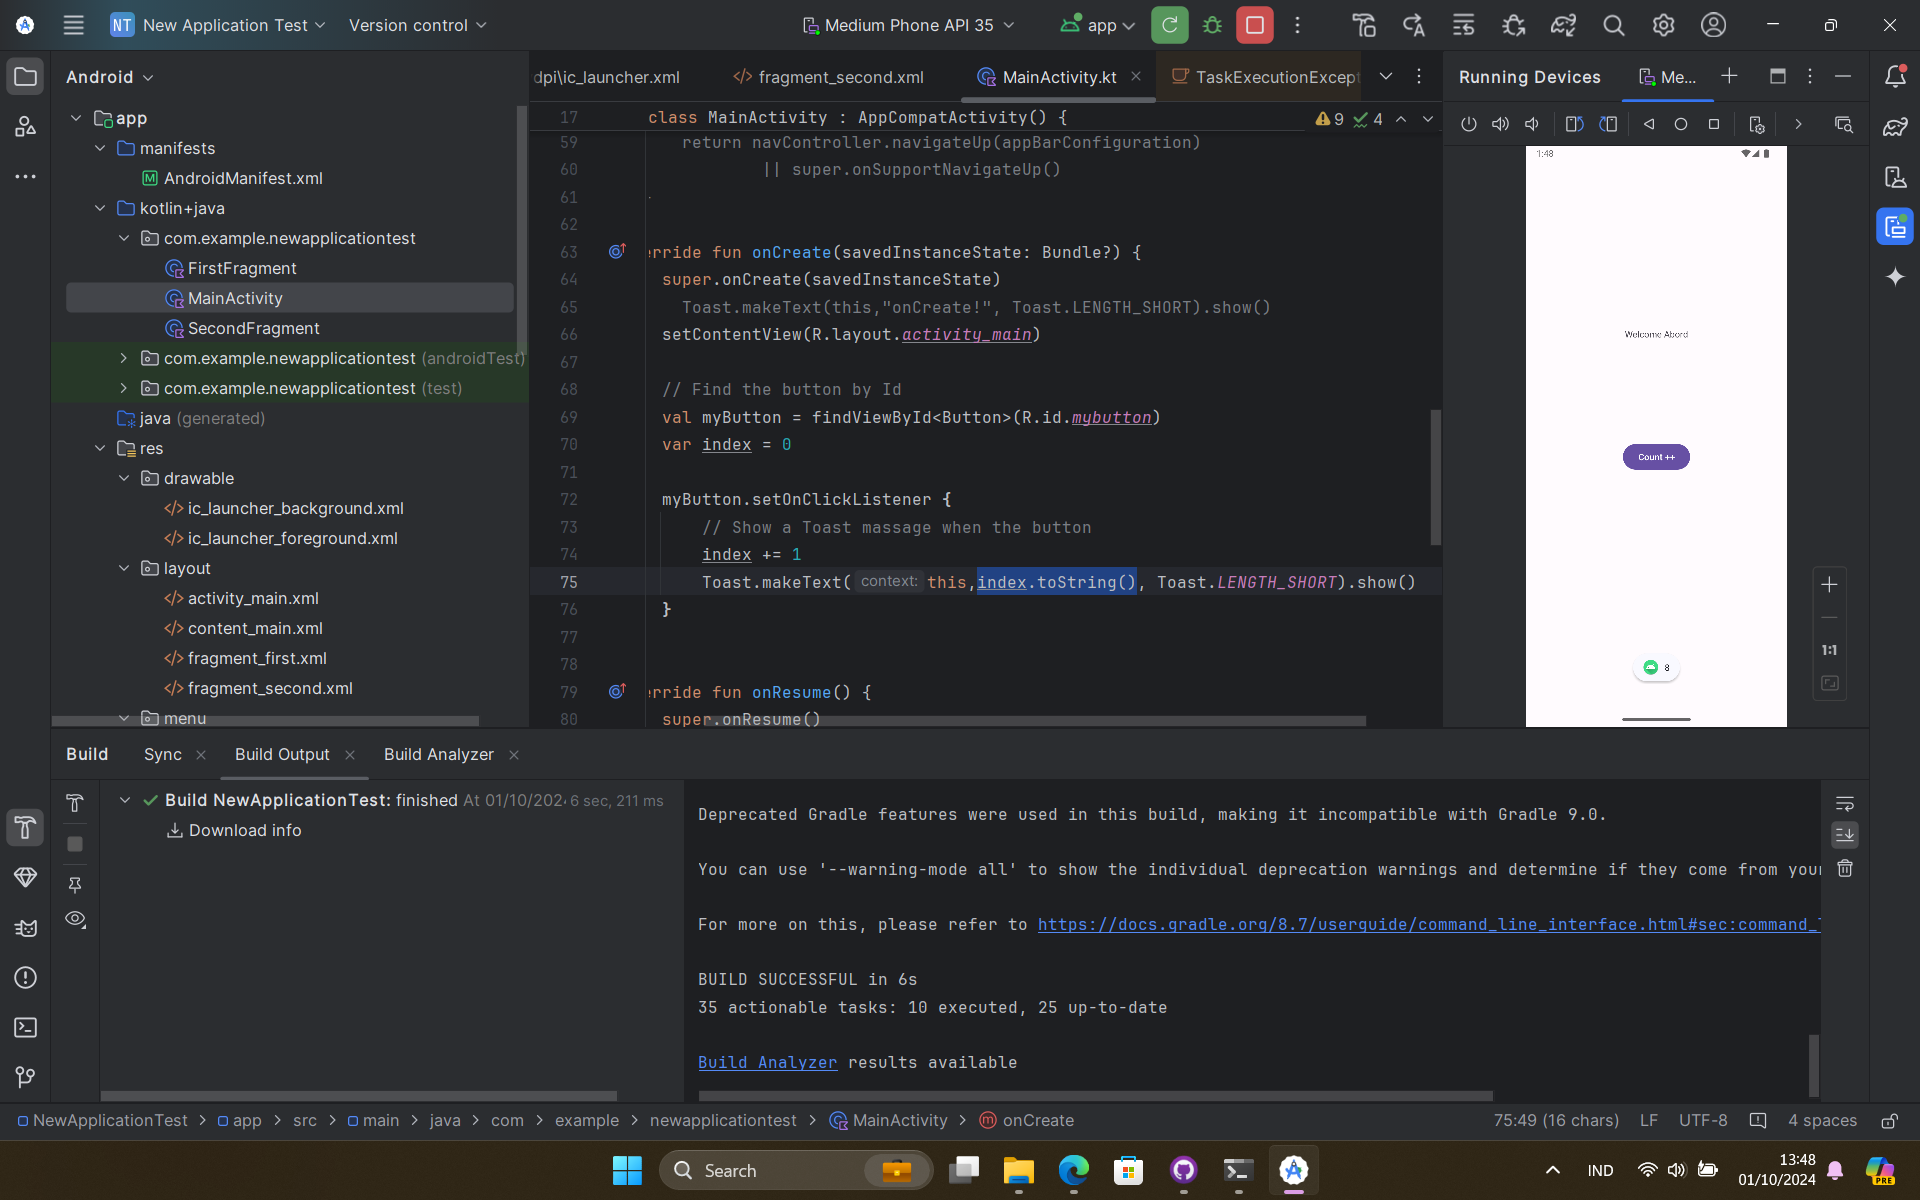 NT New Application Test Version control Medium Phone API 35 app
Android
app
manifests
AndroidManifest.xml
kotlin+java
com.example.newapplicationtest
FirstFragment
MainActivity
SecondFragment
com.example.newapplicationtest (androidTest)
com.example.newapplicationtest (test)
java (generated)
res
drawable
ic_launcher_background.xml
ic_launcher_foreground.xml
layout
activity_main.xml
content_main.xml
fragment_first.xml
fragment_second.xml
menu
dpi\ic_launcher.xml fragment_second.xml MainActivity.kt TaskExecutionExcept
17 class MainActivity : AppCompatActivity() { 9 4
59 return navController.navigateUp(appBarConfiguration)
60 || super.onSupportNavigateUp()
61
62
63 rride fun onCreate(savedInstanceState: Bundle?) {
64 super.onCreate(savedInstanceState)
65 Toast.makeText(this,"onCreate!", Toast.LENGTH_SHORT).show()
66 setContentView(R.layout.activity_main)
67
68 // Find the button by Id
69 val myButton = findViewById<Button>(R.id.mybutton)
70 var index = 0
71
72 myButton.setOnClickListener {
73 // Show a Toast massage when the button
74 index += 1
75 Toast.makeText( context: this,index.toString(), Toast.LENGTH_SHORT).show()
76 }
77
78
79 rride fun onResume() {
80 super.onResume()
Running Devices Me...
1:48
Welcome Abord
Count ++
8
1:1
Build Sync Build Output Build Analyzer
Build NewApplicationTest: finished At 01/10/202 6 sec, 211 ms
Download info
Deprecated Gradle features were used in this build, making it incompatible with Gradle 9.0.
You can use '--warning-mode all' to show the individual deprecation warnings and determine if they come from your
For more on this, please refer to https://docs.gradle.org/8.7/userguide/command_line_interface.html#sec:command_l
BUILD SUCCESSFUL in 6s
35 actionable tasks: 10 executed, 25 up-to-date
Build Analyzer results available
NewApplicationTest > app > src > main > java > com > example > newapplicationtest > MainActivity > onCreate 75:49 (16 chars) LF UTF-8 4 spaces
Search IND 13:48
01/10/2024
PRE